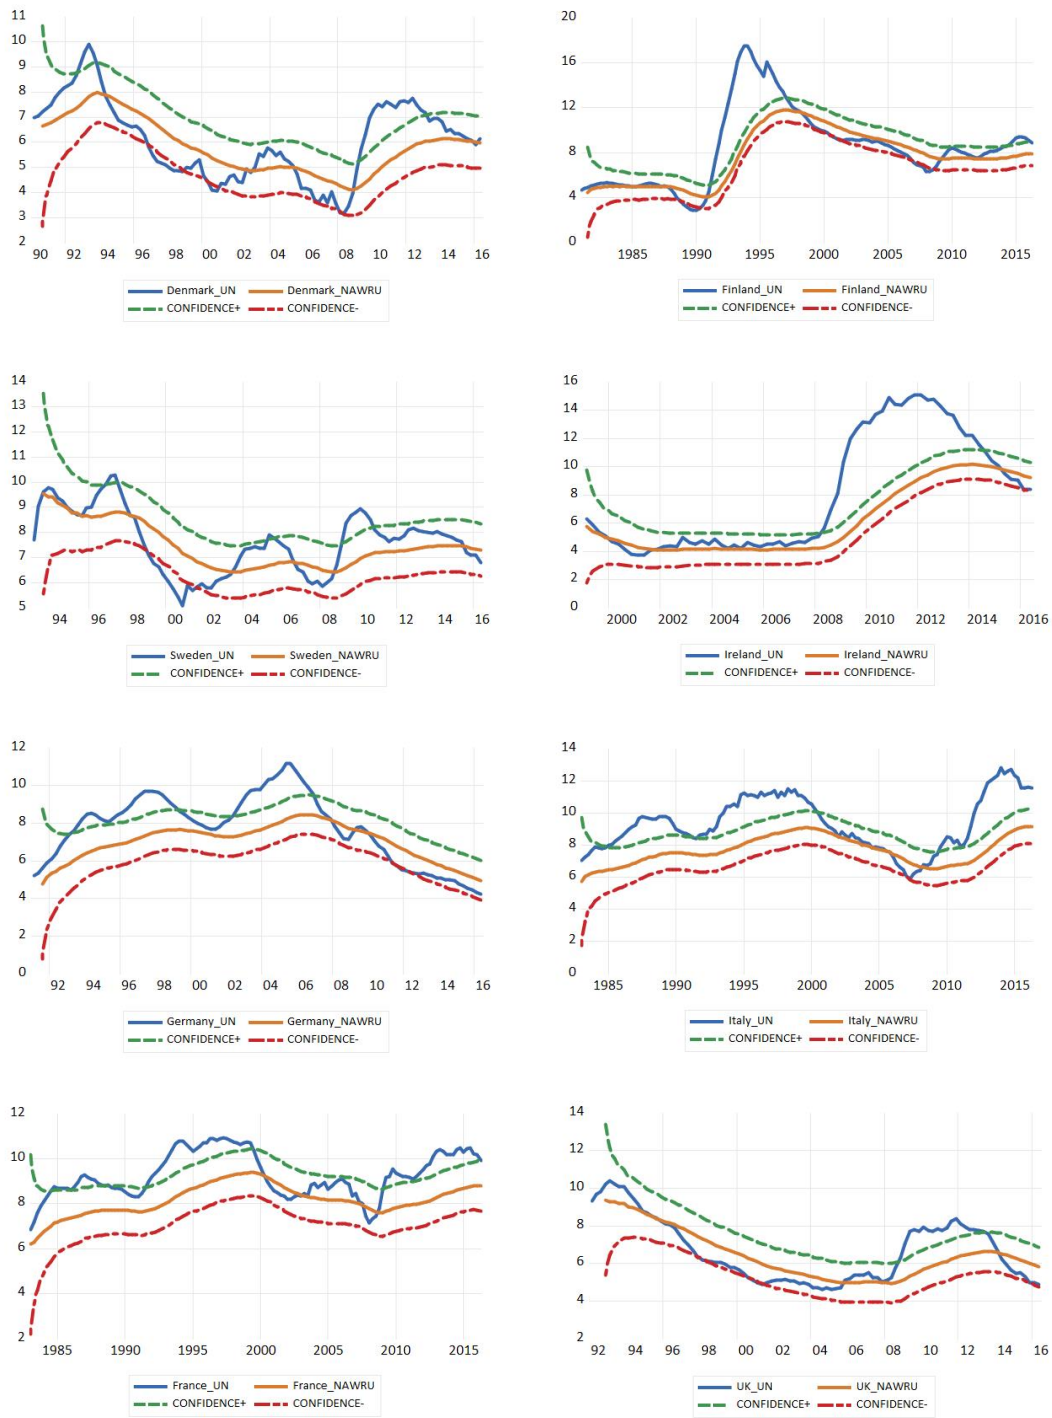 11
10
9
8
7
6
5
4
3
2
90 92 94 96 98 00 02 04 06 08 10 12 14 16
Denmark_UN Denmark_NAWRU
CONFIDENCE+ CONFIDENCE-
20
16
12
8
4
0
1985 1990 1995 2000 2005 2010 2015
Finland_UN Finland_NAWRU
CONFIDENCE+ CONFIDENCE-
14
13
12
11
10
9
8
7
6
5
94 96 98 00 02 04 06 08 10 12 14 16
Sweden_UN Sweden_NAWRU
CONFIDENCE+ CONFIDENCE-
16
14
12
10
8
6
4
2
0
2000 2002 2004 2006 2008 2010 2012 2014 2016
Ireland_UN Ireland_NAWRU
CONFIDENCE+ CONFIDENCE-
12
10
8
6
4
2
0
92 94 96 98 00 02 04 06 08 10 12 14 16
Germany_UN Germany_NAWRU
CONFIDENCE+ CONFIDENCE-
14
12
10
8
6
4
2
0
1985 1990 1995 2000 2005 2010 2015
Italy_UN Italy_NAWRU
CONFIDENCE+ CONFIDENCE-
12
10
8
6
4
2
1985 1990 1995 2000 2005 2010 2015
France_UN France_NAWRU
CONFIDENCE+ CONFIDENCE-
14
12
10
8
6
4
2
92 94 96 98 00 02 04 06 08 10 12 14 16
UK_UN UK_NAWRU
CONFIDENCE+ CONFIDENCE-